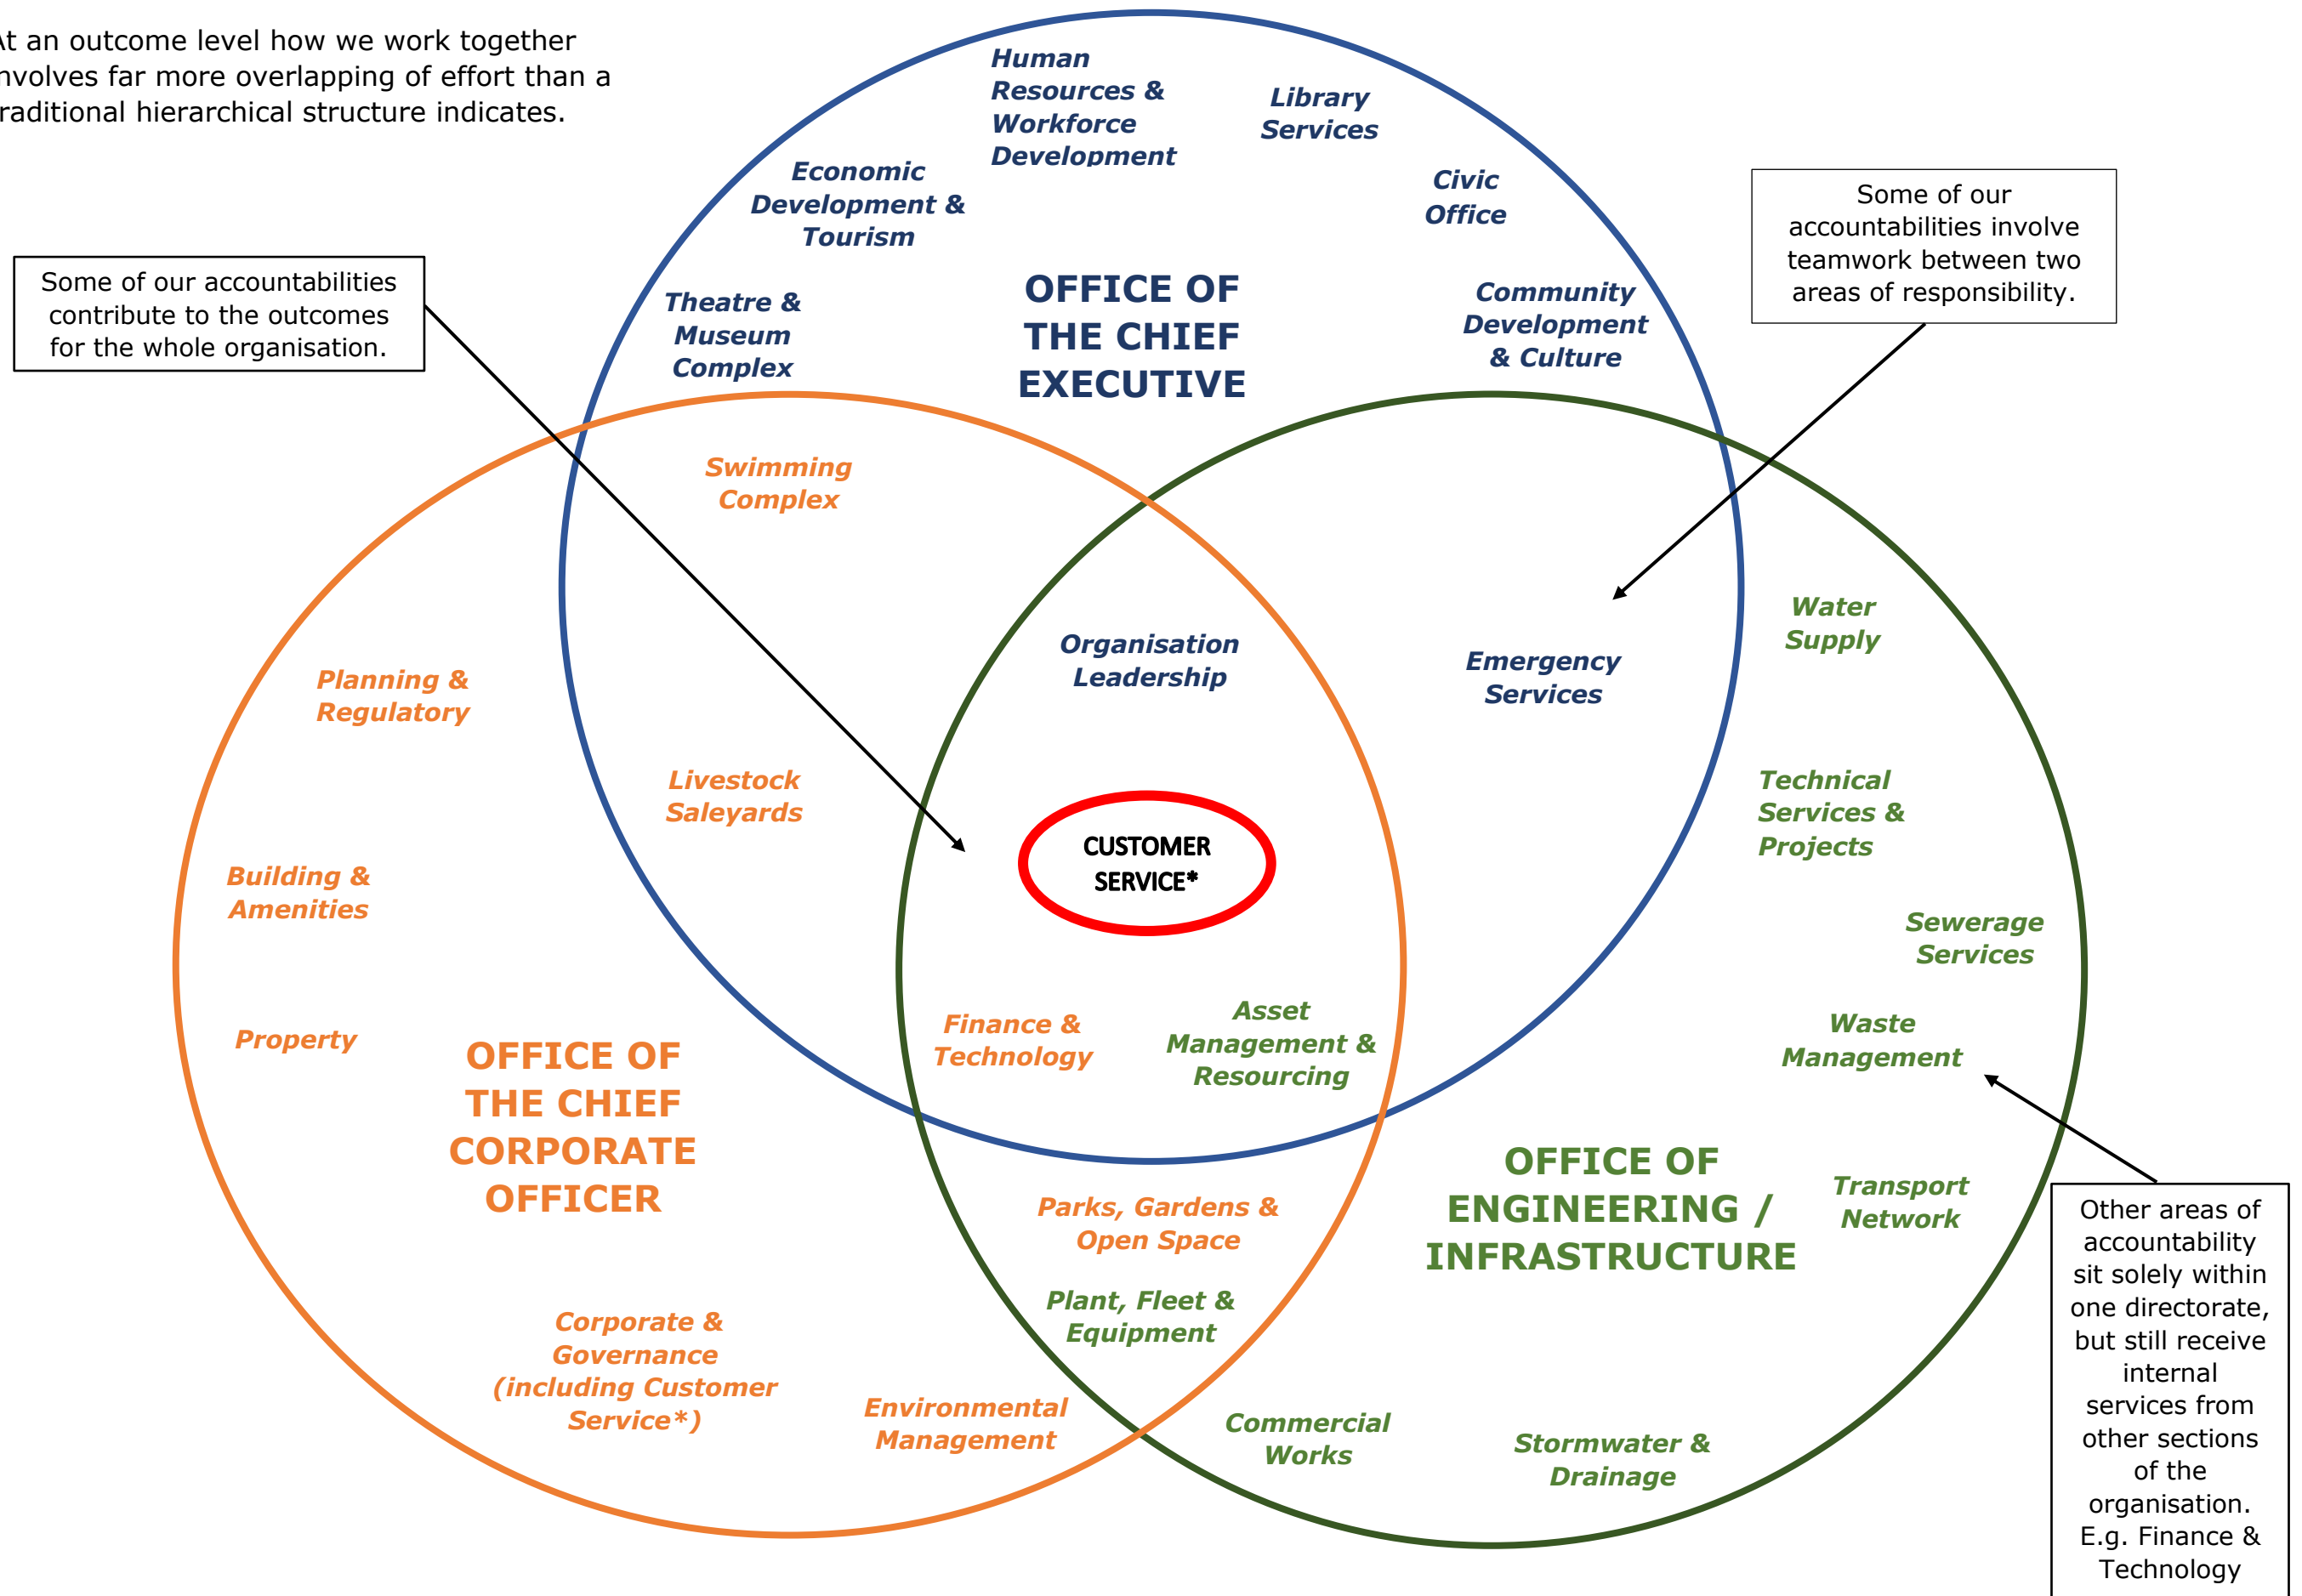 At an outcome level how we work together
involves far more overlapping of effort than a
traditional hierarchical structure indicates.
Human
Resources &
Workforce
Development
Library
Services
Economic
Development &
Tourism
Civic
Office
Some of our
accountabilities involve
teamwork between two
areas of responsibility.
Some of our accountabilities
contribute to the outcomes
for the whole organisation.
Theatre &
Museum
Complex
OFFICE OF
THE CHIEF
EXECUTIVE
Community
Development
& Culture
Swimming
Complex
Organisation
Leadership
Emergency
Services
Water
Supply
Planning &
Regulatory
Livestock
Saleyards
Technical
Services &
Projects
CUSTOMER
SERVICE*
Building &
Amenities
Sewerage
Services
Property
Finance &
Technology
Asset
Management &
Resourcing
Waste
Management
OFFICE OF
THE CHIEF
CORPORATE
OFFICER
OFFICE OF
ENGINEERING /
INFRASTRUCTURE
Transport
Network
Parks, Gardens &
Open Space
Plant, Fleet &
Equipment
Other areas of
accountability
sit solely within
one directorate,
but still receive
internal
services from
other sections
of the
organisation.
E.g. Finance &
Technology
Corporate &
Governance
(including Customer
Service*)
Environmental
Management
Commercial
Works
Stormwater &
Drainage